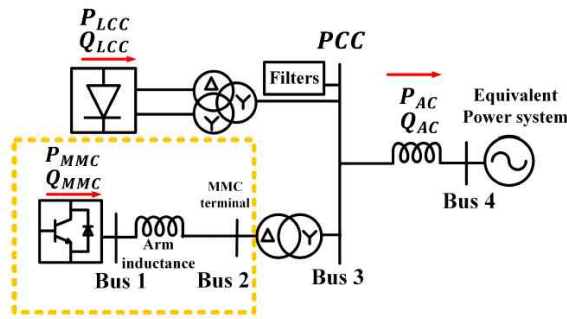 P_LCC
Q_LCC
PCC
Filters
Δ
Y
Y
P_AC
Q_AC
Equivalent
Power system
Bus 4
P_MMC
Q_MMC
MMC
terminal
Δ
Y
Arm
inductance
Bus 1
Bus 2
Bus 3